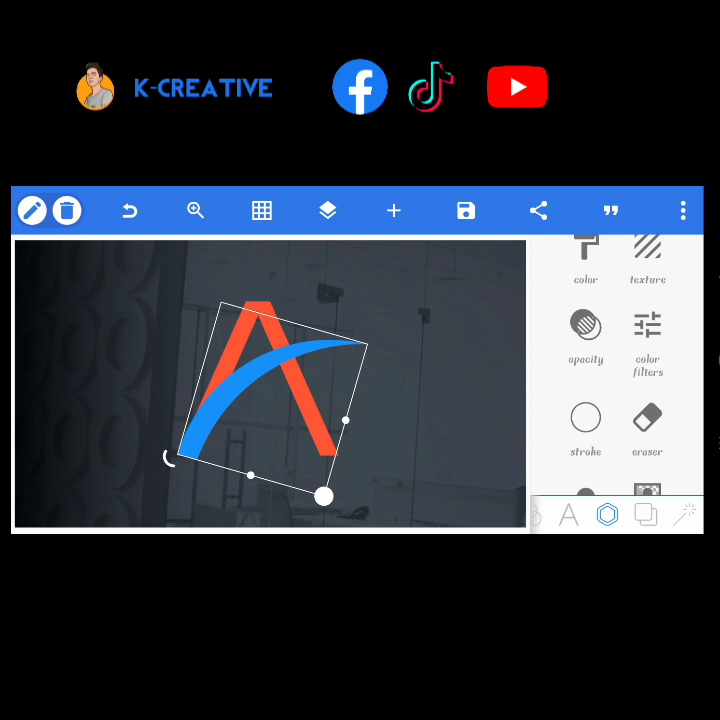 K-CREATIVE
color texture
opacity color
filters
stroke eraser